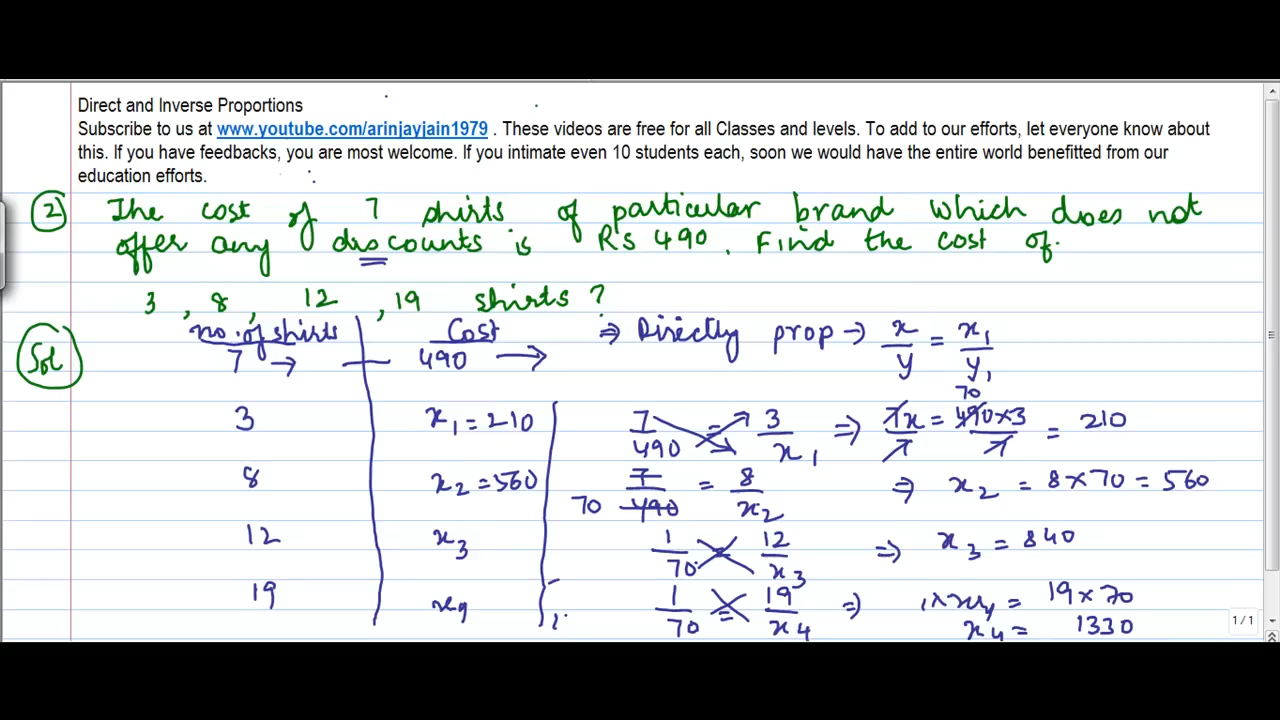 Direct and Inverse Proportions
Subscribe to us at www.youtube.com/arinjayjain1979 . These videos are free for all Classes and levels. To add to our efforts, let everyone know about
this. If you have feedbacks, you are most welcome. If you intimate even 10 students each, soon we would have the entire world benefitted from our
education efforts.
② The cost of 7 shirts of particular brand which does not
offer any discounts is Rs 490. Find the cost of
3, 8, 12, 19 shirts?
Sol
no. of shirts Cost ⇒ Directly prop → x/y = x₁/y₁
7 → 490 →
3 x₁ = 210 7/490 = 3/x₁ ⇒ 7x/7 = 490×3/7 = 210
70
8 x₂ = 560 70 7/490 = 8/x₂ ⇒ x₂ = 8×70 = 560
12 x₃ 1/70 = 12/x₃ ⇒ x₃ = 840
19 1/70 = 19/x₄ ⇒ = 19×70
x₄ = 1330
1 / 1